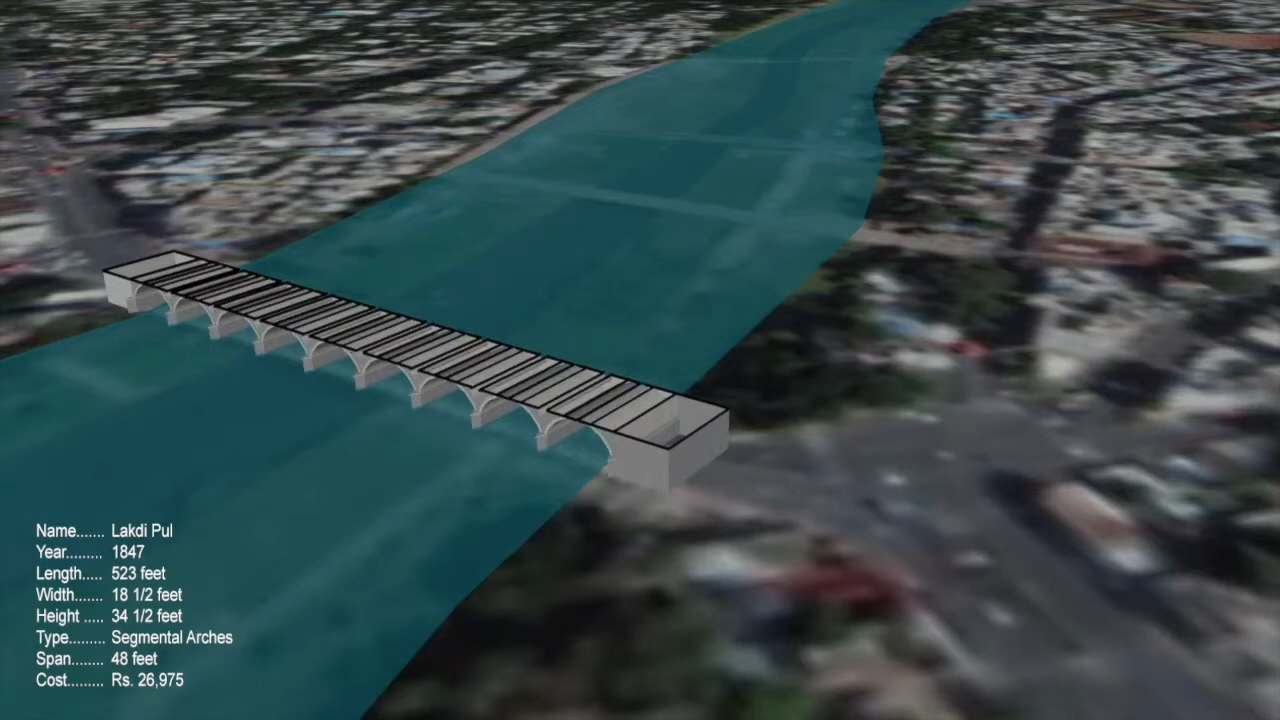 Name....... Lakdi Pul
Year......... 1847
Length..... 523 feet
Width....... 18 1/2 feet
Height ..... 34 1/2 feet
Type......... Segmental Arches
Span........ 48 feet
Cost......... Rs. 26,975